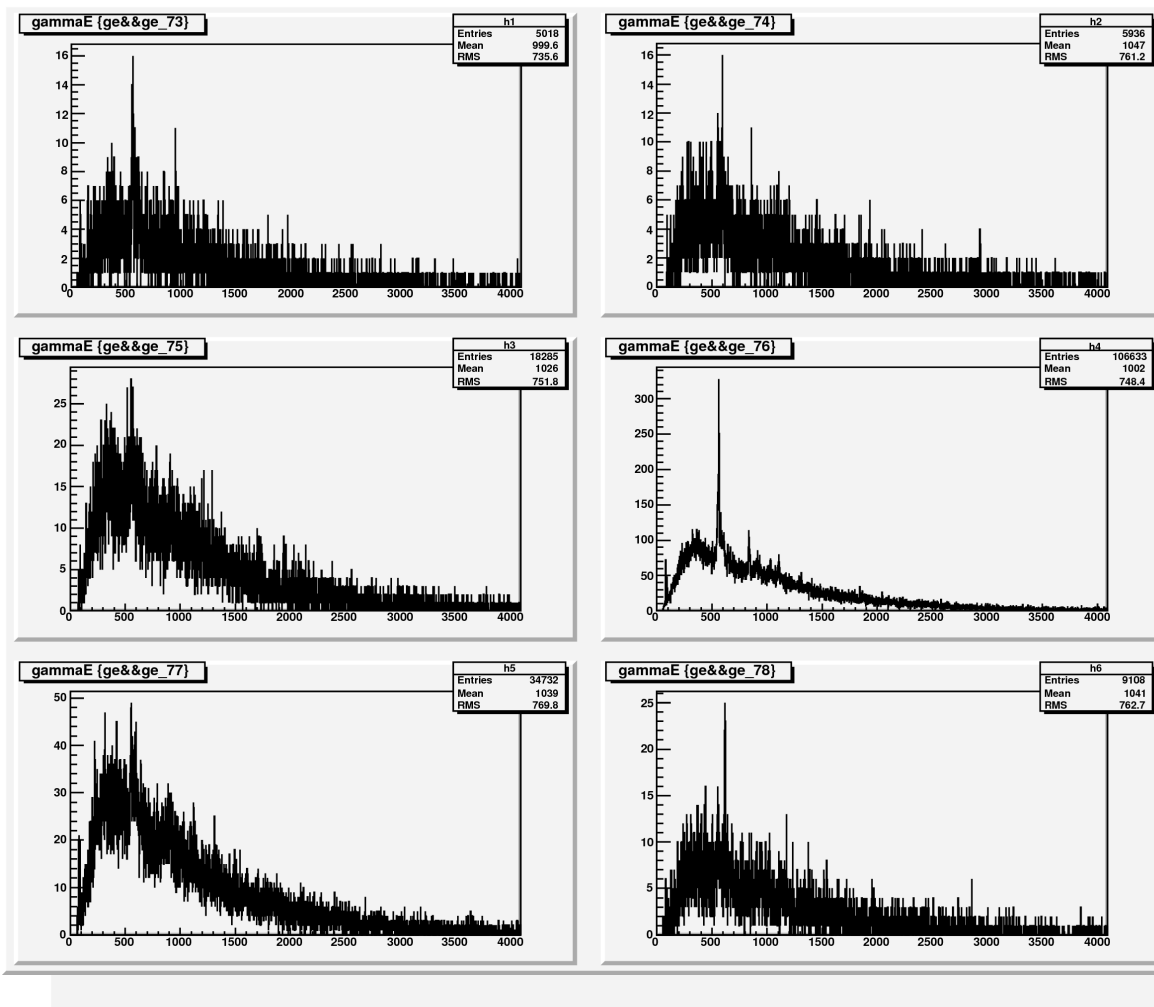 gammaE {ge&&ge_73}
h1
Entries 5018
Mean 999.6
RMS 735.6
16
14
12
10
8
6
4
2
0
0 500 1000 1500 2000 2500 3000 3500 4000
gammaE {ge&&ge_74}
h2
Entries 5936
Mean 1047
RMS 761.2
16
14
12
10
8
6
4
2
0
0 500 1000 1500 2000 2500 3000 3500 4000
gammaE {ge&&ge_75}
h3
Entries 18285
Mean 1026
RMS 751.8
25
20
15
10
5
0
0 500 1000 1500 2000 2500 3000 3500 4000
gammaE {ge&&ge_76}
h4
Entries 106633
Mean 1002
RMS 748.4
300
250
200
150
100
50
0
0 500 1000 1500 2000 2500 3000 3500 4000
gammaE {ge&&ge_77}
h5
Entries 34732
Mean 1039
RMS 769.8
50
40
30
20
10
0
0 500 1000 1500 2000 2500 3000 3500 4000
gammaE {ge&&ge_78}
h6
Entries 9108
Mean 1041
RMS 762.7
25
20
15
10
5
0
0 500 1000 1500 2000 2500 3000 3500 4000